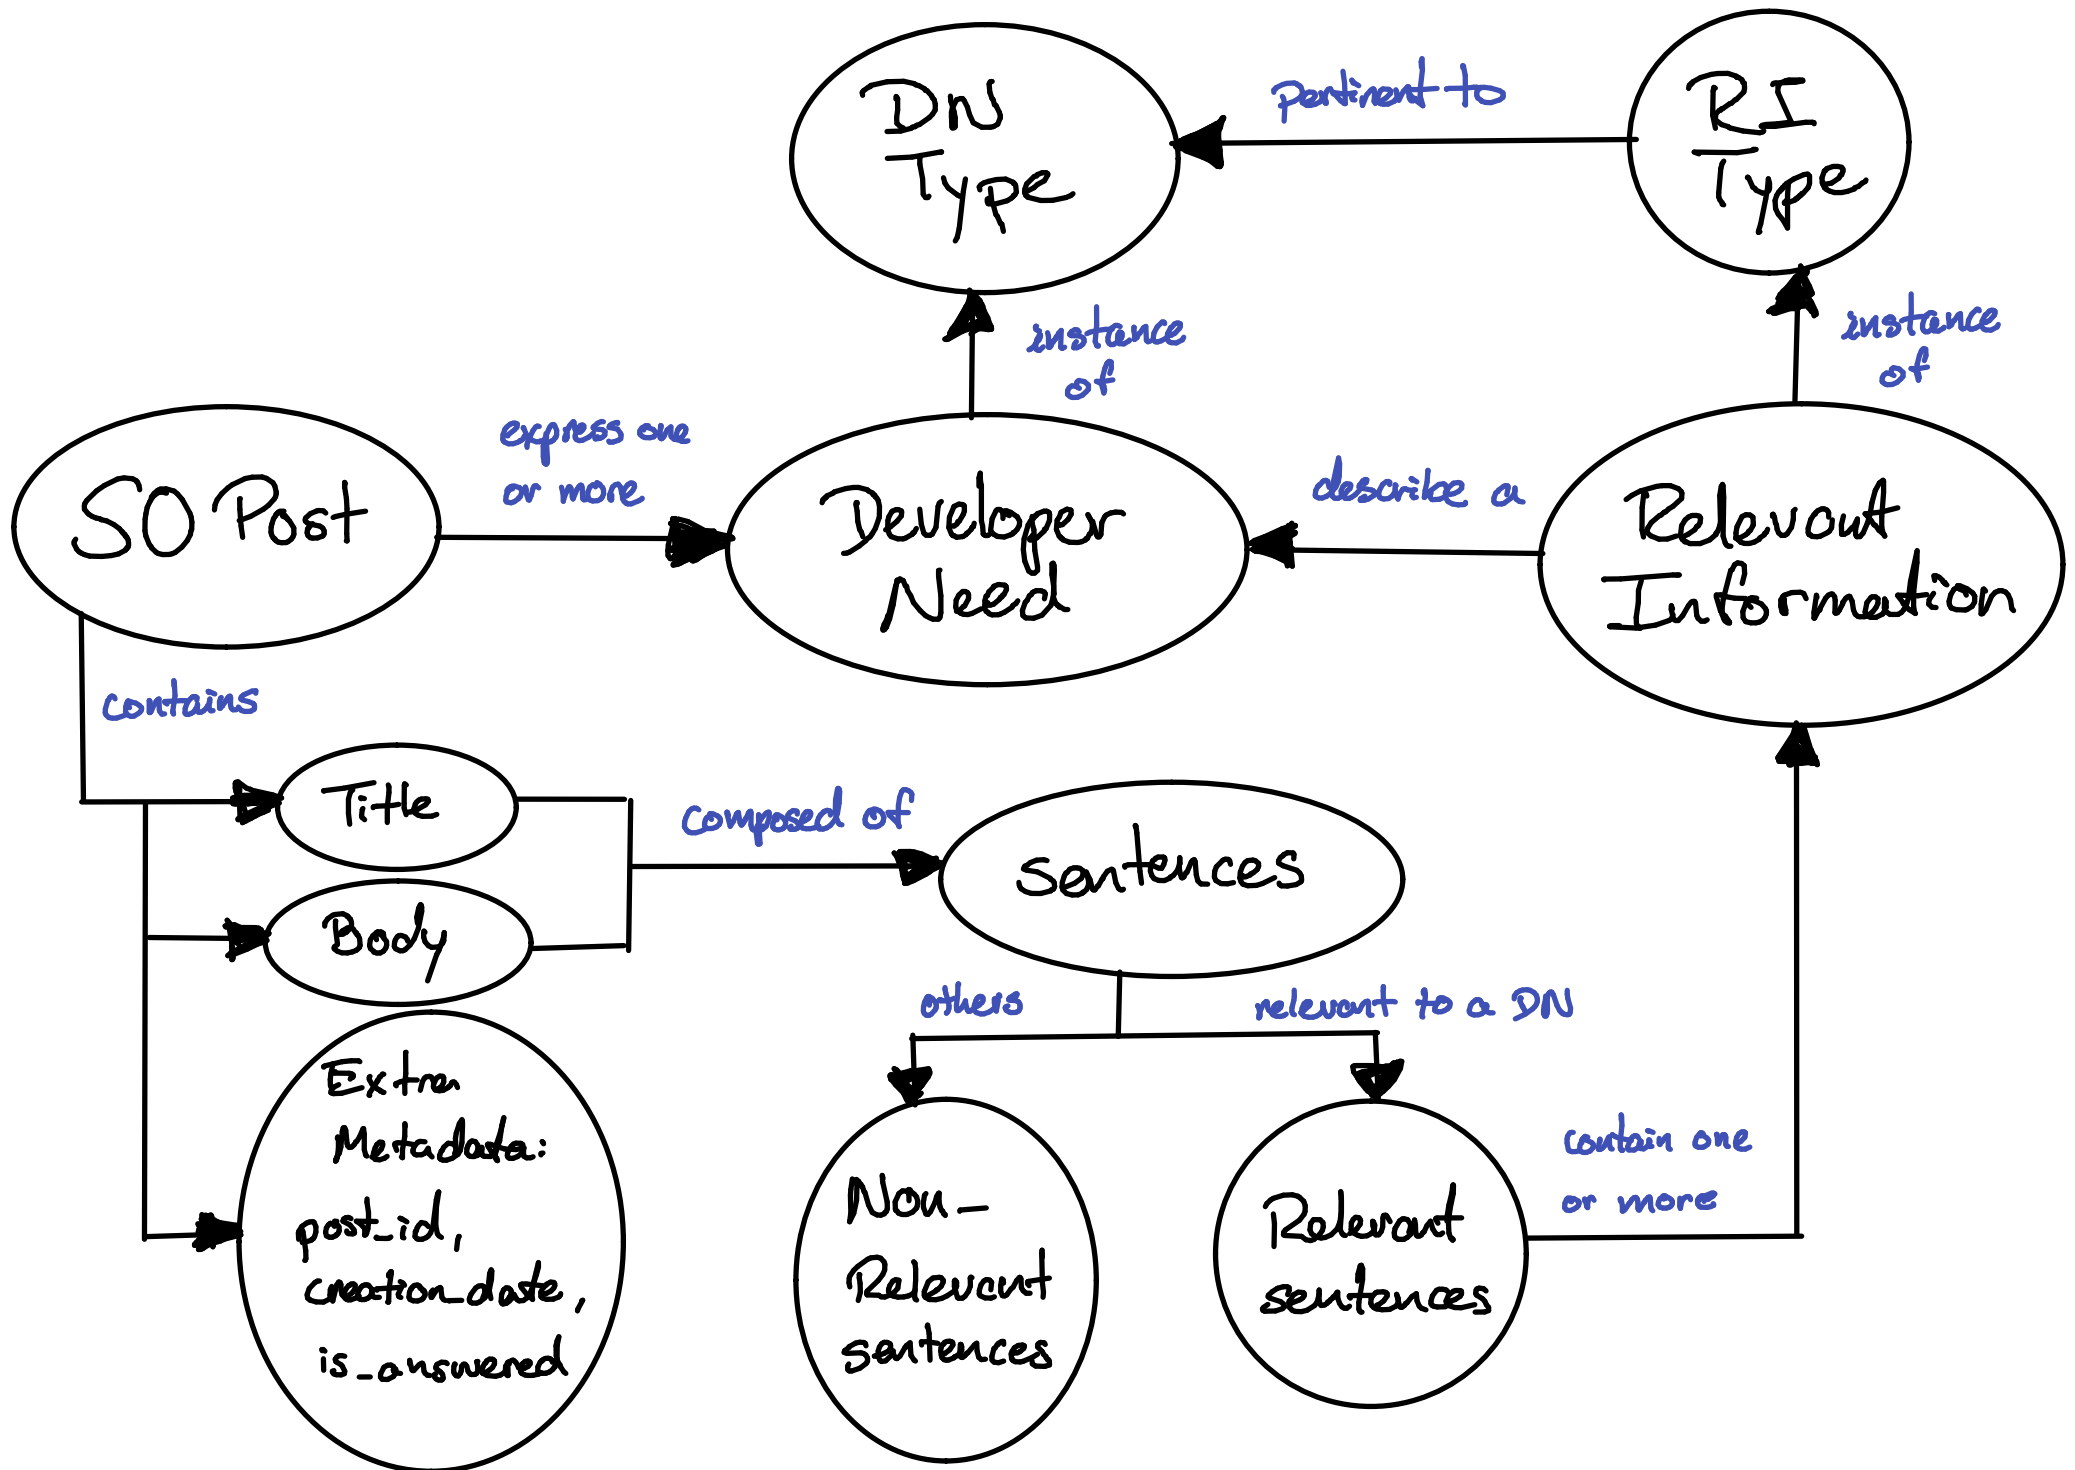 DN
Type
pertinent to
RI
Type
instance
of
instance
of
SO Post
express one
or more
Developer
Need
describe a
Relevant
Information
contains
Title
composed of
Sentences
Body
others
relevant to a DN
Extra
Metadata:
post_id,
creation_date,
is_answered
Non-
Relevant
sentences
Relevant
sentences
contain one
or more